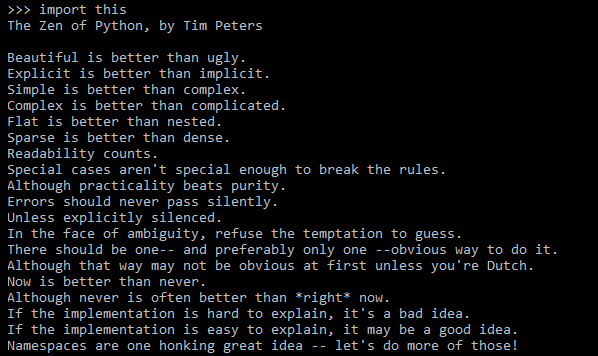 >>> import this
The Zen of Python, by Tim Peters

Beautiful is better than ugly.
Explicit is better than implicit.
Simple is better than complex.
Complex is better than complicated.
Flat is better than nested.
Sparse is better than dense.
Readability counts.
Special cases aren't special enough to break the rules.
Although practicality beats purity.
Errors should never pass silently.
Unless explicitly silenced.
In the face of ambiguity, refuse the temptation to guess.
There should be one-- and preferably only one --obvious way to do it.
Although that way may not be obvious at first unless you're Dutch.
Now is better than never.
Although never is often better than *right* now.
If the implementation is hard to explain, it's a bad idea.
If the implementation is easy to explain, it may be a good idea.
Namespaces are one honking great idea -- let's do more of those!